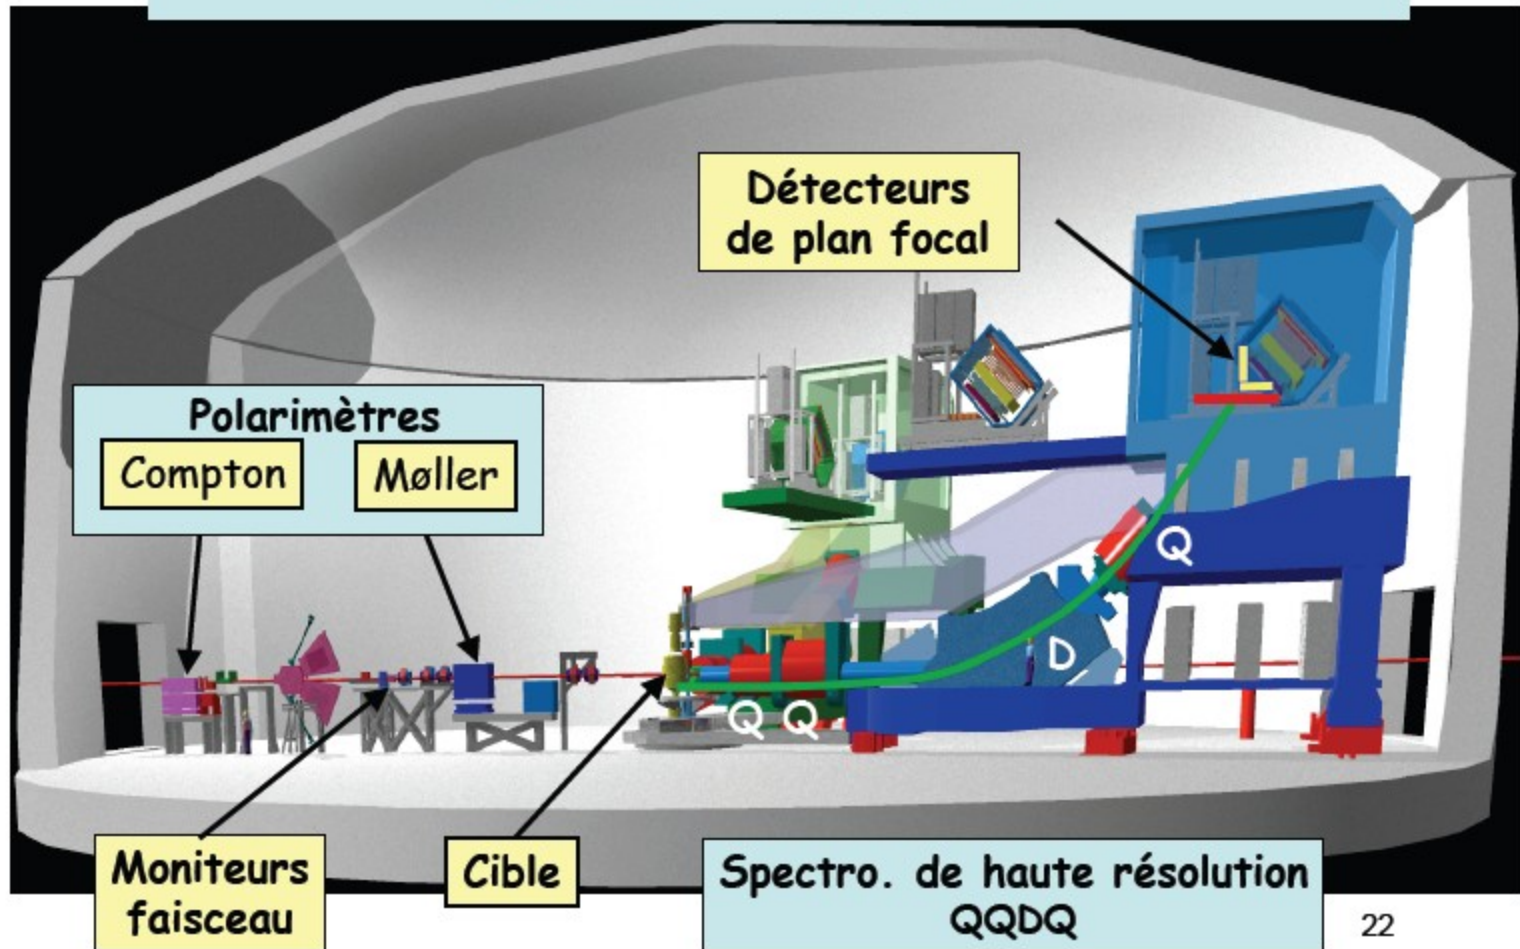 Détecteurs
de plan focal
Polarimètres
Compton
Møller
L
Q
D
Q Q
Moniteurs
faisceau
Cible
Spectro. de haute résolution
QQDQ
22